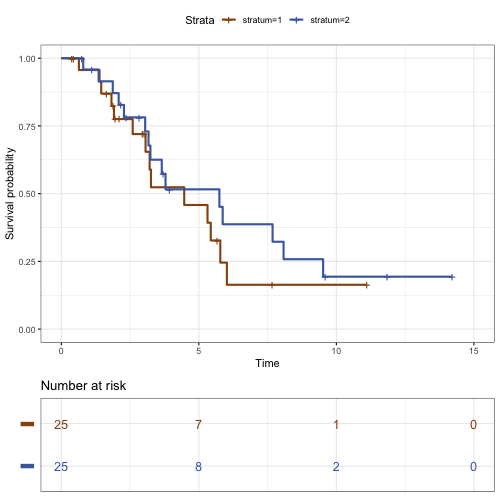 Strata stratum=1 stratum=2
1.00
0.75
0.50
0.25
0.00
Survival probability
0 5 10 15
Time
Number at risk
25 7 1 0
25 8 2 0